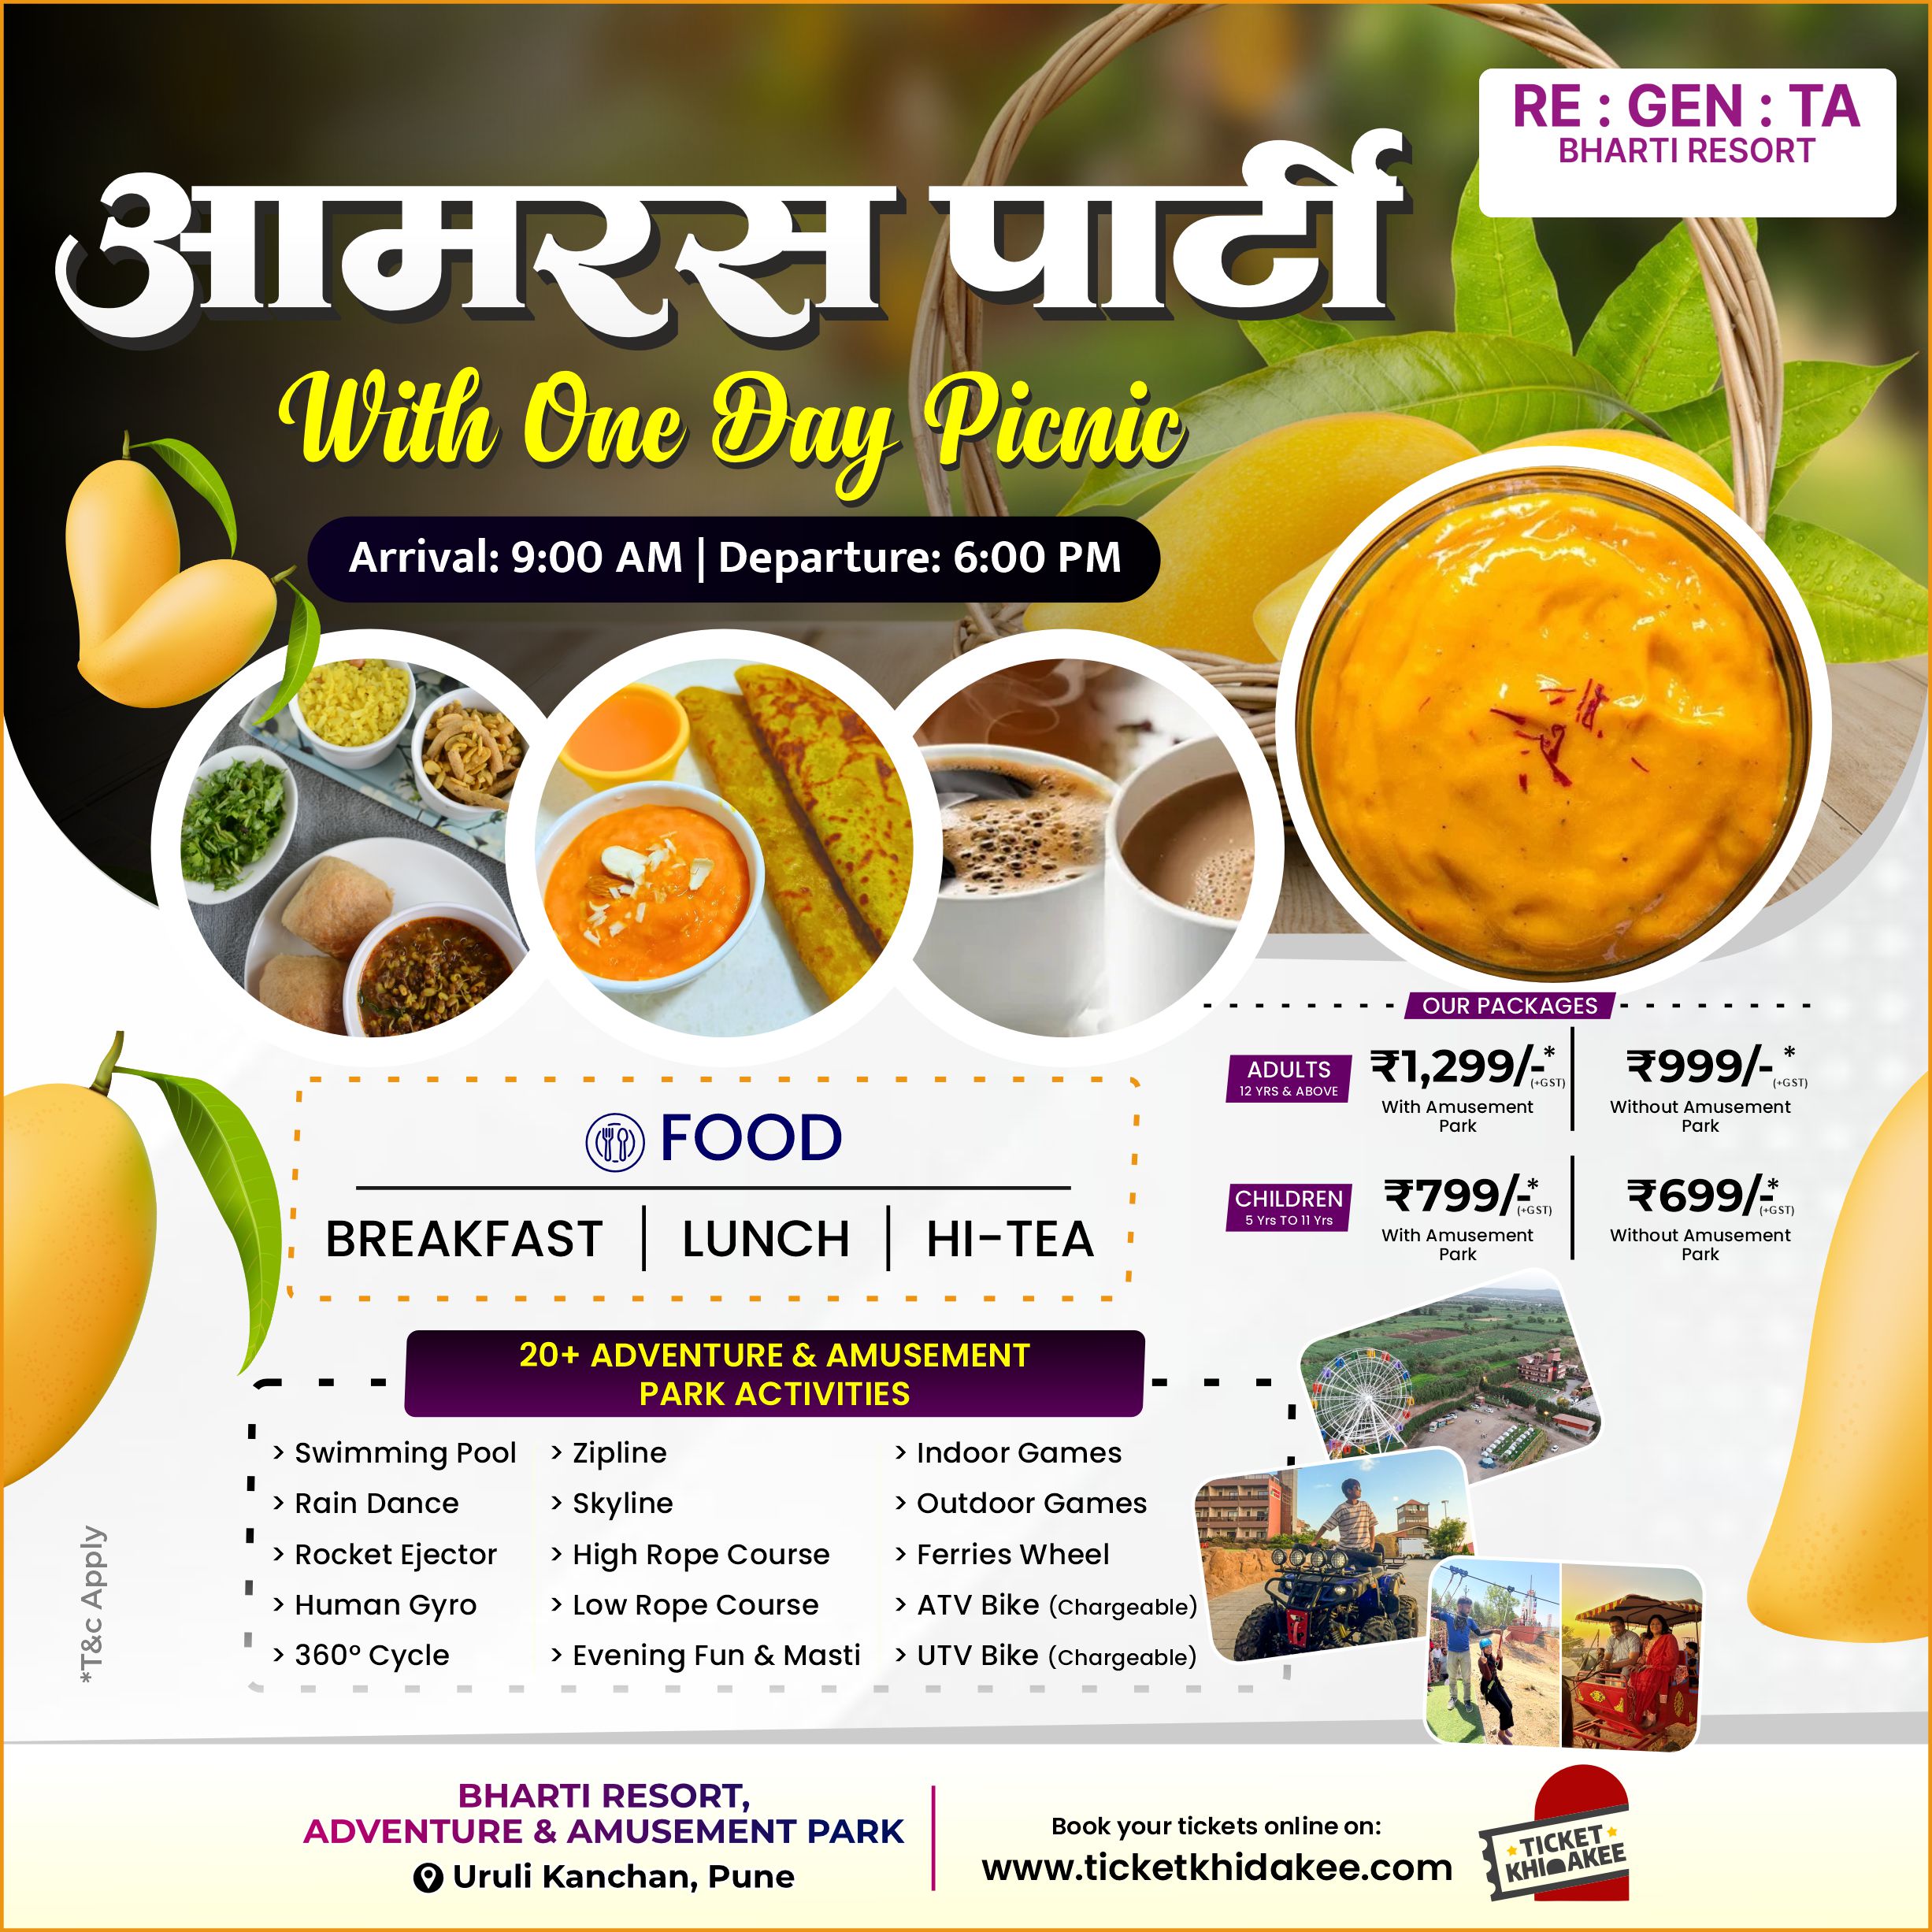 RE : GEN : TA
BHARTI RESORT
आमरस पार्टी
With One Day Picnic
Arrival: 9:00 AM | Departure: 6:00 PM
OUR PACKAGES
ADULTS
12 YRS & ABOVE
₹1,299/-* (+GST)
With Amusement
Park
₹999/-* (+GST)
Without Amusement
Park
CHILDREN
5 Yrs TO 11 Yrs
₹799/-* (+GST)
With Amusement
Park
₹699/-* (+GST)
Without Amusement
Park
FOOD
BREAKFAST | LUNCH | HI-TEA
20+ ADVENTURE & AMUSEMENT
PARK ACTIVITIES
> Swimming Pool
> Rain Dance
> Rocket Ejector
> Human Gyro
> 360° Cycle
> Zipline
> Skyline
> High Rope Course
> Low Rope Course
> Evening Fun & Masti
> Indoor Games
> Outdoor Games
> Ferries Wheel
> ATV Bike (Chargeable)
> UTV Bike (Chargeable)
*T&c Apply
BHARTI RESORT,
ADVENTURE & AMUSEMENT PARK
Uruli Kanchan, Pune
Book your tickets online on:
www.ticketkhidakee.com
TICKET
KHIDAKEE